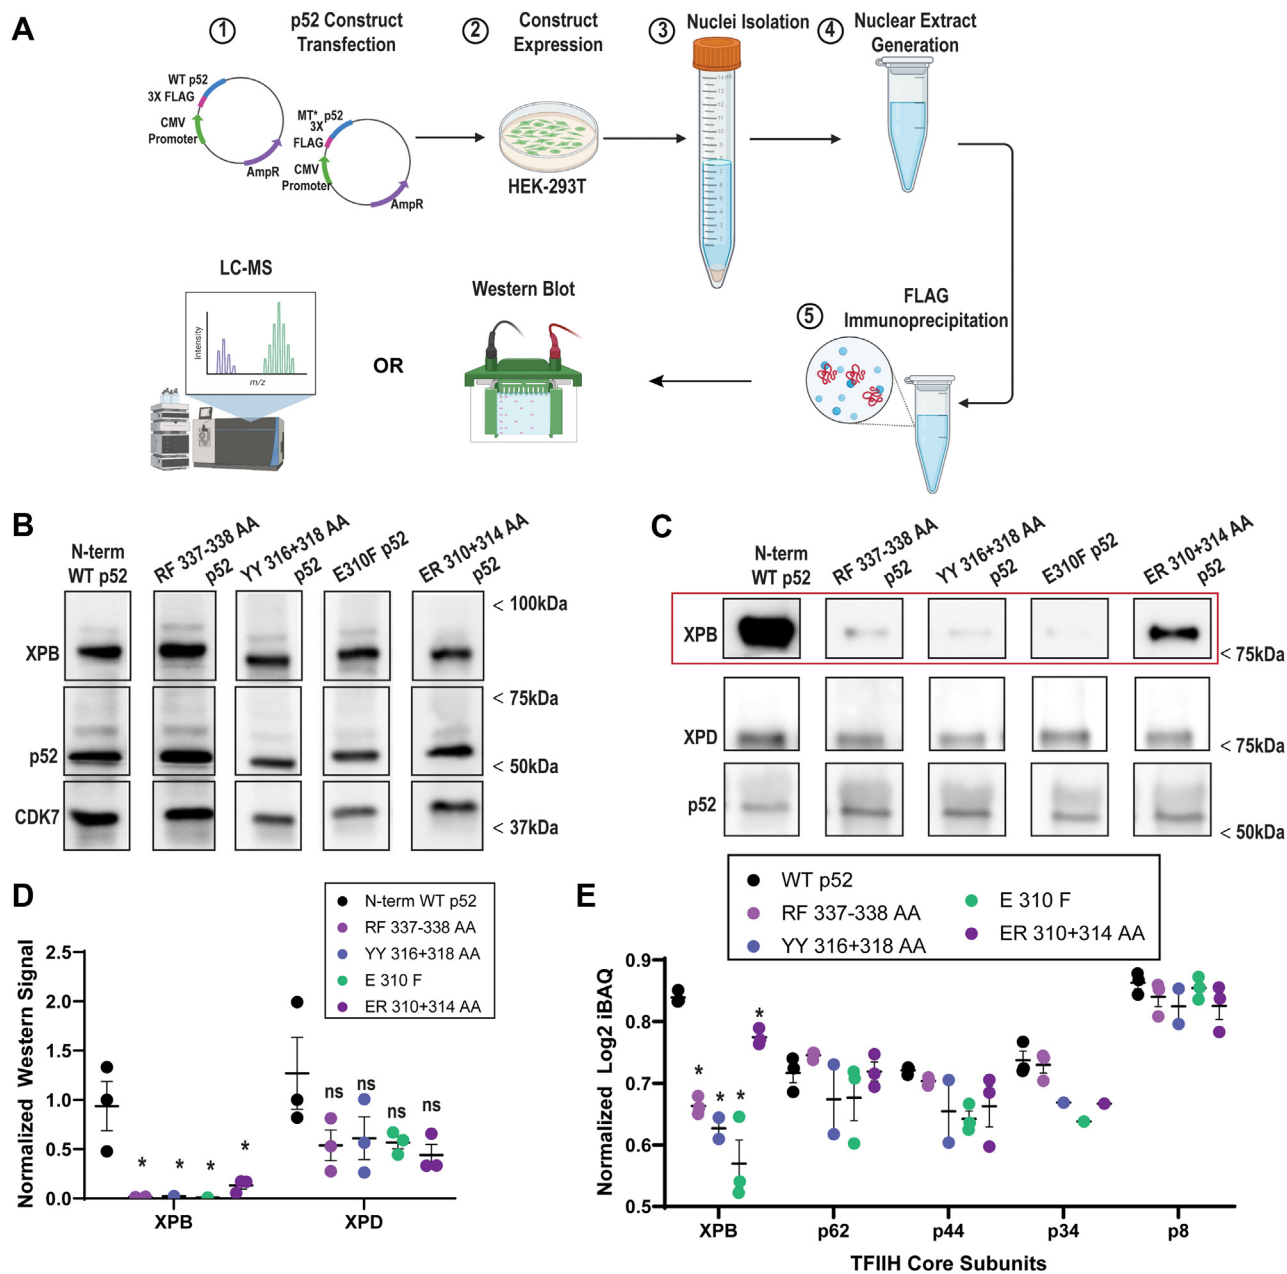 A
1
p52 Construct
Transfection
2
Construct
Expression
3
Nuclei Isolation
4
Nuclear Extract
Generation
WT p52
3X FLAG
CMV
Promoter
AmpR
MT* p52
3X
FLAG
CMV
Promoter
AmpR
HEK-293T
LC-MS
Intensity
m/z
OR
Western Blot
5
FLAG
Immunoprecipitation
B
N-term
WT p52
RF 337-338 AA
p52
YY 316+318 AA
p52
E310F p52
ER 310+314 AA
p52
XPB
p52
CDK7
< 100kDa
< 75kDa
< 50kDa
< 37kDa
C
N-term
WT p52
RF 337-338 AA
p52
YY 316+318 AA
p52
E310F p52
ER 310+314 AA
p52
XPB
XPD
p52
< 75kDa
< 75kDa
< 50kDa
D
N-term WT p52
RF 337-338 AA
YY 316+318 AA
E 310 F
ER 310+314 AA
Normalized Western Signal
2.5
2.0
1.5
1.0
0.5
0.0
* * * *
ns ns ns ns
XPB XPD
E
WT p52
RF 337-338 AA
YY 316+318 AA
E 310 F
ER 310+314 AA
Normalized Log2 iBAQ
0.9
0.8
0.7
0.6
0.5
* * * *
XPB p62 p44 p34 p8
TFIIH Core Subunits